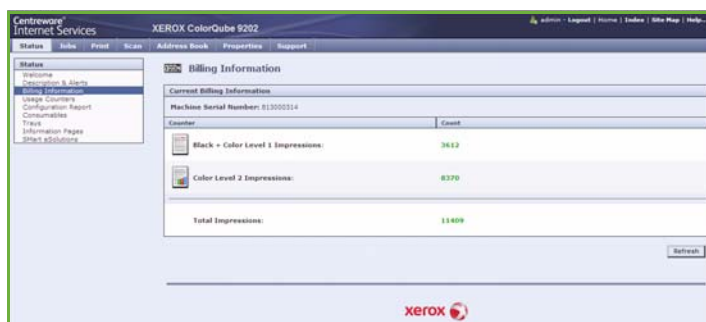 Centreware®
Internet Services
XEROX ColorQube 9202
admin - Logout | Home | Index | Site Map | Help
Status Jobs Print Scan Address Book Properties Support
Status
Welcome
Description & Alerts
Billing Information
Usage Counters
Configuration Report
Consumables
Trays
Information Pages
SMart eSolutions
Billing Information
Current Billing Information
Machine Serial Number: 813000314
Counter Count
Black + Color Level 1 Impressions: 3612
Color Level 2 Impressions: 8370
Total Impressions: 11409
Refresh
xerox